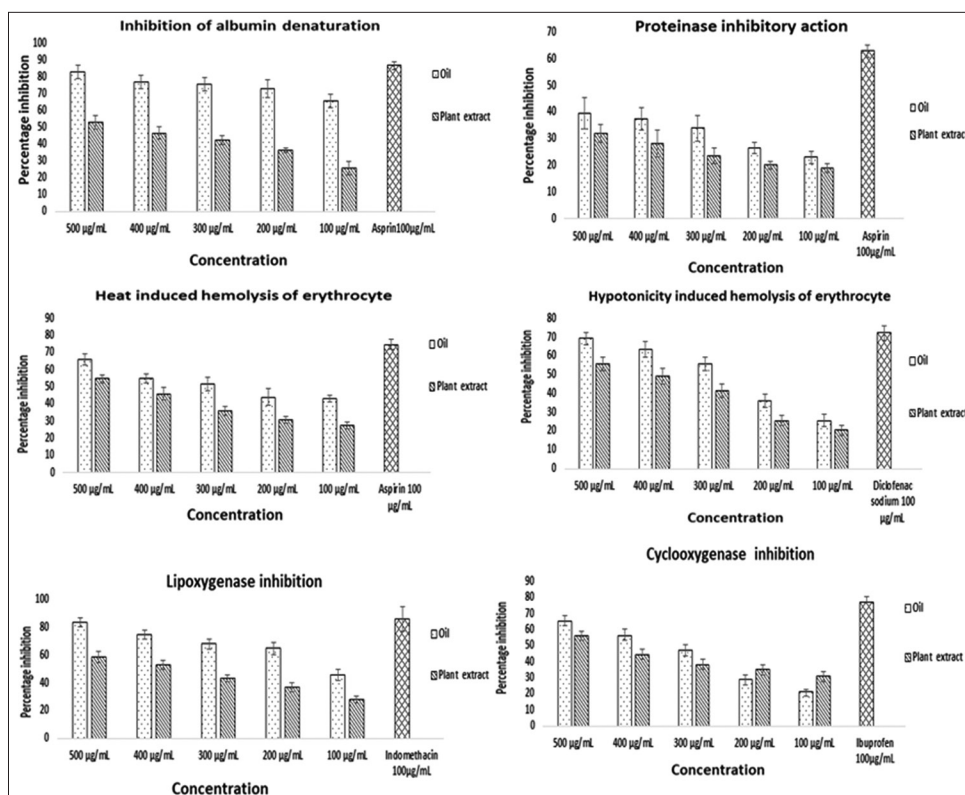 Inhibition of albumin denaturation
Percentage inhibition
100
90
80
70
60
50
40
30
20
10
0
500 µg/mL 400 µg/mL 300 µg/mL 200 µg/mL 100 µg/mL Asprin100µg/mL
Concentration
Oil
Plant extract
Proteinase inhibitory action
Percentage inhibition
70
60
50
40
30
20
10
0
500 µg/mL 400 µg/mL 300 µg/mL 200 µg/mL 100 µg/mL Aspirin
100µg/mL
Concentration
Oil
Plant extract
Heat induced hemolysis of erythrocyte
Percentage inhibition
90
80
70
60
50
40
30
20
10
0
500 µg/mL 400 µg/mL 300 µg/mL 200 µg/mL 100 µg/mL Aspirin 100
µg/mL
Concentration
Oil
Plant extract
Hypotonicity induced hemolysis of erythrocyte
Percentage inhibition
80
70
60
50
40
30
20
10
0
500 µg/mL 400 µg/mL 300 µg/mL 200 µg/mL 100 µg/mL Diclofenac
sodium 100
µg/mL
Concentration
Oil
Plant extract
Lipoxygenase inhibition
Percentage inhibition
100
80
60
40
20
0
500 µg/mL 400 µg/mL 300 µg/mL 200 µg/mL 100 µg/mL Indomethacin
100µg/mL
Concentration
Oil
Plant extract
Cyclooxygenase inhibition
Percentage inhibition
90
80
70
60
50
40
30
20
10
0
500 µg/mL 400 µg/mL 300 µg/mL 200 µg/mL 100 µg/mL Ibuprofen
100µg/mL
Concentration
Oil
Plant extract